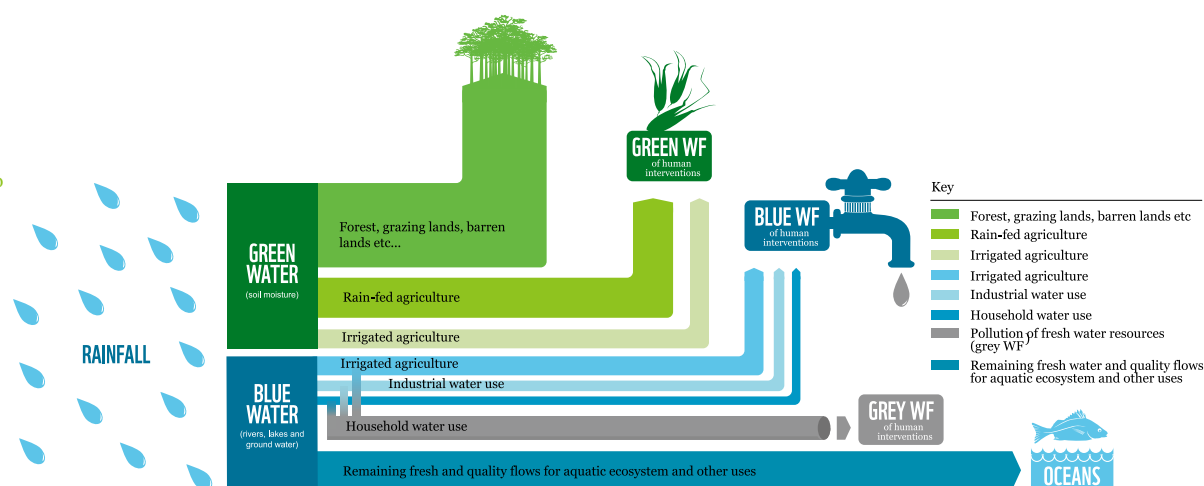 GREEN WF
of human
interventions
BLUE WF
of human
interventions
Key
Forest, grazing lands, barren lands etc
Rain-fed agriculture
Irrigated agriculture
Irrigated agriculture
Industrial water use
Household water use
Pollution of fresh water resources
(grey WF)
Remaining fresh water and quality flows
for aquatic ecosystem and other uses
RAINFALL
GREEN
WATER
(soil moisture)
Forest, grazing lands, barren
lands etc...
Rain-fed agriculture
Irrigated agriculture
BLUE
WATER
(rivers, lakes and
ground water)
Irrigated agriculture
Industrial water use
Household water use
Remaining fresh and quality flows for aquatic ecosystem and other uses
GREY WF
of human
interventions
OCEANS